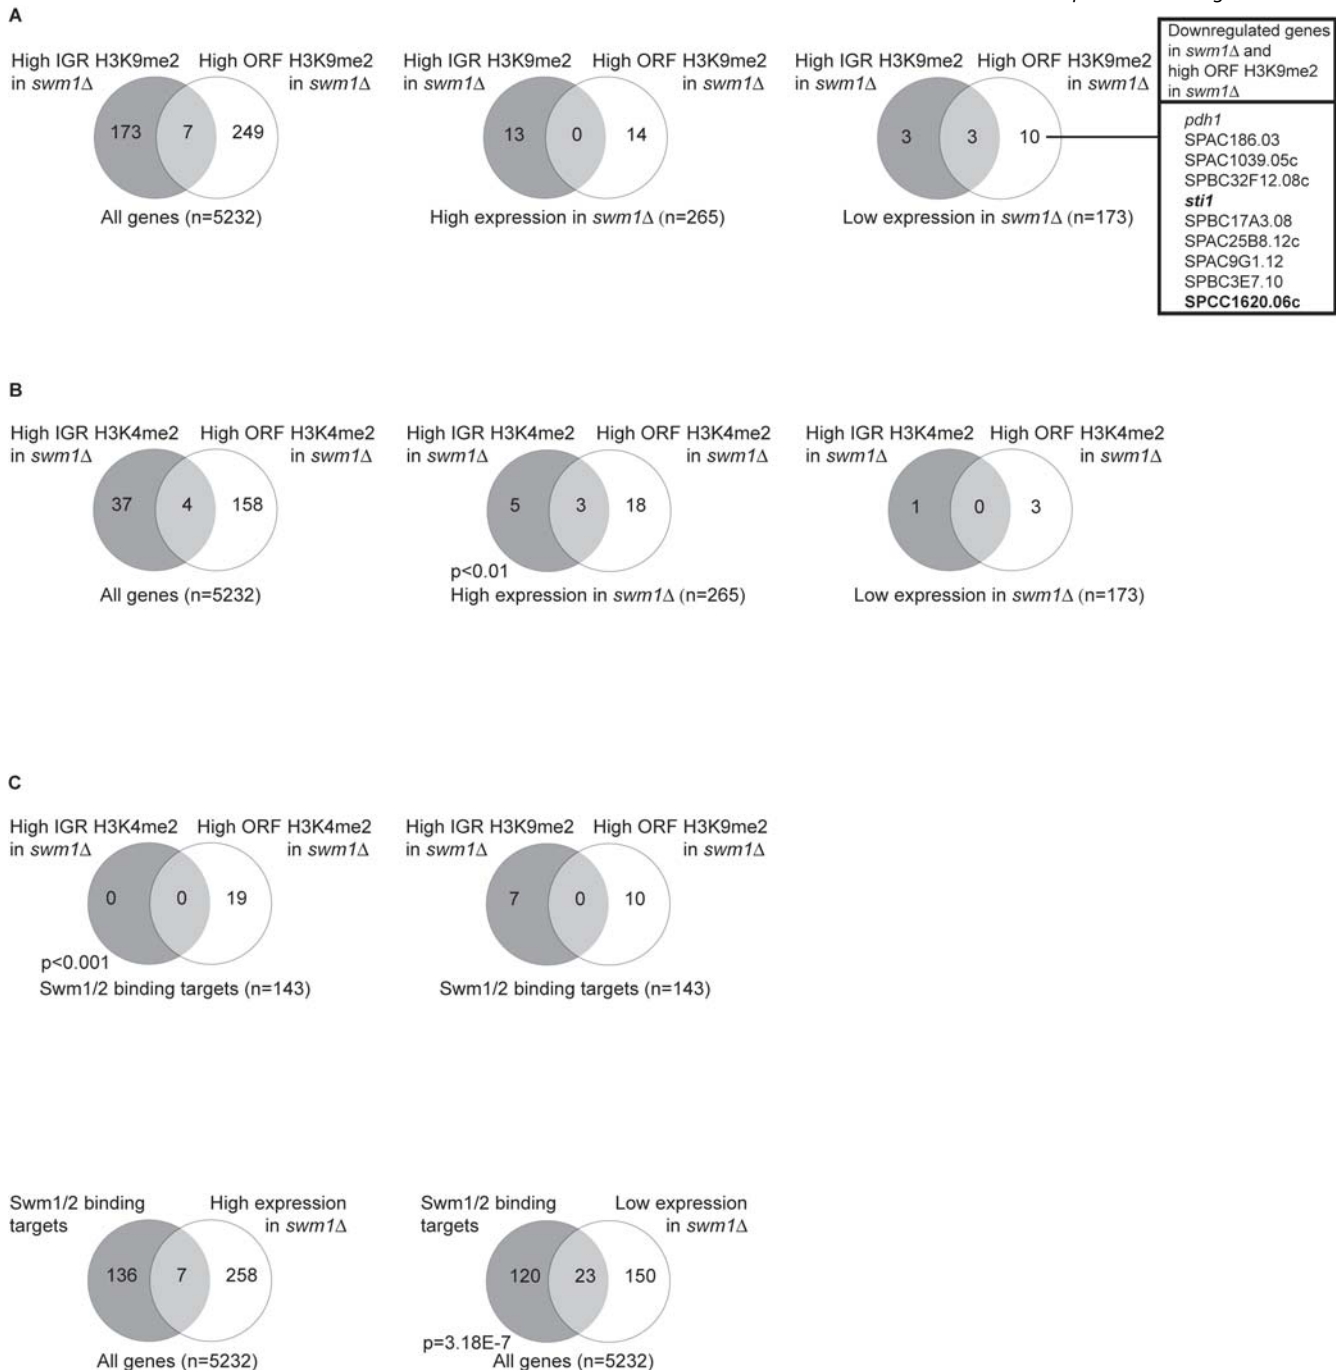 A
High IGR H3K9me2 High ORF H3K9me2
in swm1Δ in swm1Δ
173 7 249
All genes (n=5232)
High IGR H3K9me2 High ORF H3K9me2
in swm1Δ in swm1Δ
13 0 14
High expression in swm1Δ (n=265)
High IGR H3K9me2 High ORF H3K9me2
in swm1Δ in swm1Δ
3 3 10
Low expression in swm1Δ (n=173)
Downregulated genes
in swm1Δ and
high ORF H3K9me2
in swm1Δ
pdh1
SPAC186.03
SPAC1039.05c
SPBC32F12.08c
sti1
SPBC17A3.08
SPAC25B8.12c
SPAC9G1.12
SPBC3E7.10
SPCC1620.06c
B
High IGR H3K4me2 High ORF H3K4me2
in swm1Δ in swm1Δ
37 4 158
All genes (n=5232)
High IGR H3K4me2 High ORF H3K4me2
in swm1Δ in swm1Δ
5 3 18
p<0.01
High expression in swm1Δ (n=265)
High IGR H3K4me2 High ORF H3K4me2
in swm1Δ in swm1Δ
1 0 3
Low expression in swm1Δ (n=173)
C
High IGR H3K4me2 High ORF H3K4me2
in swm1Δ in swm1Δ
0 0 19
p<0.001
Swm1/2 binding targets (n=143)
High IGR H3K9me2 High ORF H3K9me2
in swm1Δ in swm1Δ
7 0 10
Swm1/2 binding targets (n=143)
Swm1/2 binding High expression
targets in swm1Δ
136 7 258
All genes (n=5232)
Swm1/2 binding Low expression
targets in swm1Δ
120 23 150
p=3.18E-7
All genes (n=5232)